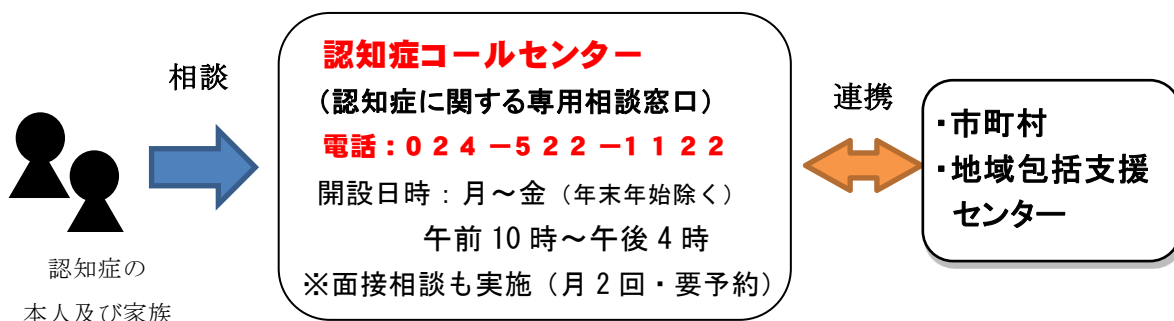 相談
認知症の
本人及び家族
認知症コールセンター
(認知症に関する専用相談窓口)
電話:024-522-1122
開設日時:月~金(年末年始除く)
午前10時~午後4時
※面接相談も実施(月2回・要予約)
連携
・市町村
・地域包括支援
センター